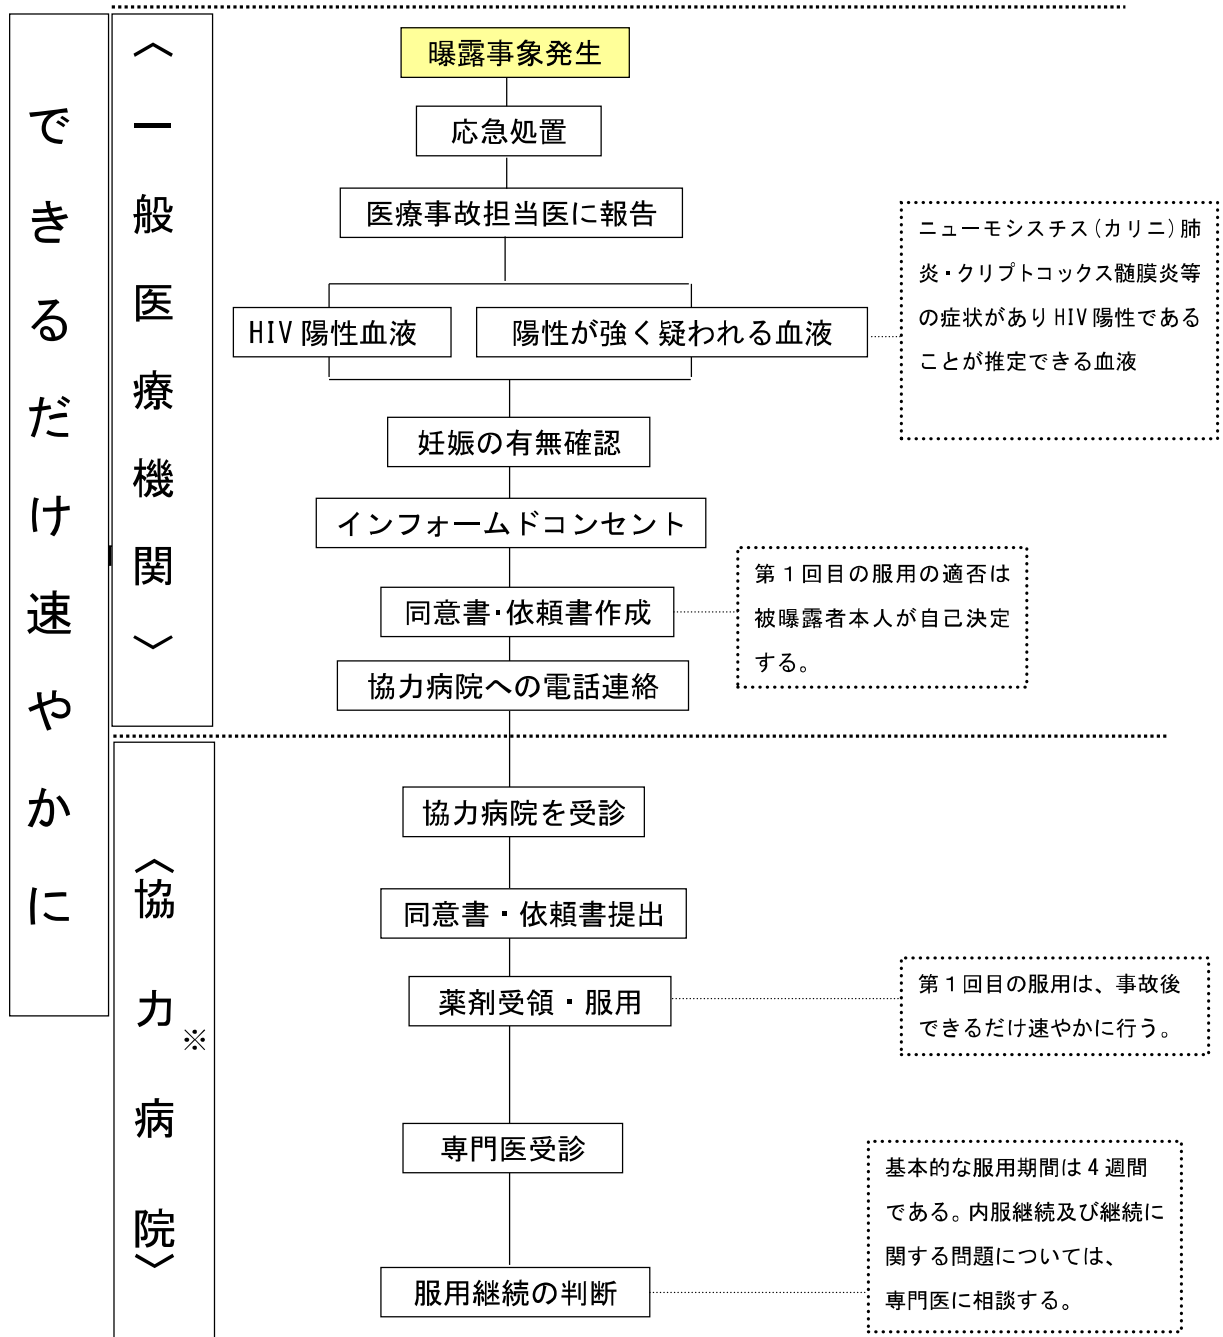 できるだけ速やかに
〈一般医療機関〉
曝露事象発生
応急処置
医療事故担当医に報告
HIV 陽性血液
陽性が強く疑われる血液
ニューモシスチス(カリニ)肺
炎・クリプトコックス髄膜炎等
の症状がありHIV陽性である
ことが推定できる血液
妊娠の有無確認
インフォームドコンセント
同意書・依頼書作成
第1回目の服用の適否は
被曝露者本人が自己決定
する。
協力病院への電話連絡
〈協力病院〉
※
協力病院を受診
同意書・依頼書提出
薬剤受領・服用
第1回目の服用は、事故後
できるだけ速やかに行う。
専門医受診
服用継続の判断
基本的な服用期間は4週間
である。内服継続及び継続に
関する問題については、
専門医に相談する。